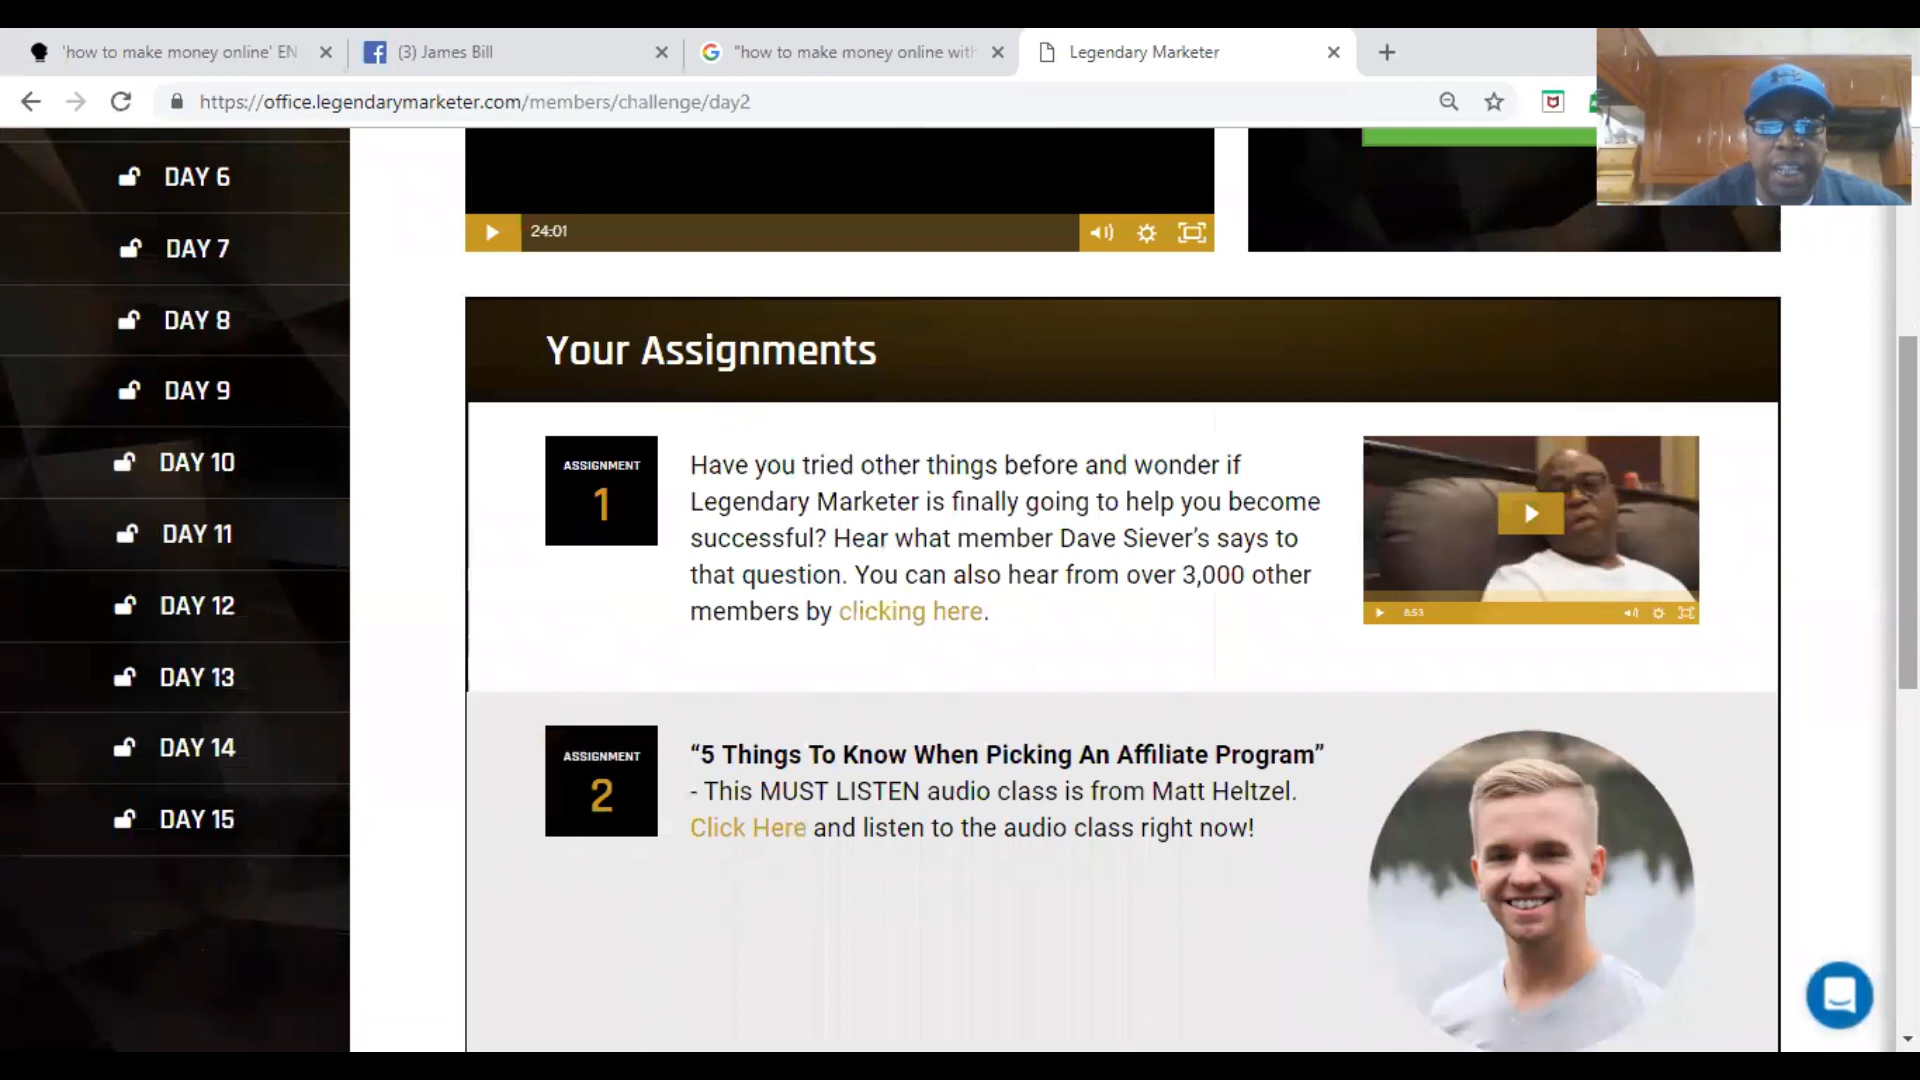 'how to make money online' EN
(3) James Bill
"how to make money online with
Legendary Marketer
https://office.legendarymarketer.com/members/challenge/day2
DAY 6
DAY 7
DAY 8
DAY 9
DAY 10
DAY 11
DAY 12
DAY 13
DAY 14
DAY 15
24:01
Your Assignments
ASSIGNMENT
1
Have you tried other things before and wonder if
Legendary Marketer is finally going to help you become
successful? Hear what member Dave Siever's says to
that question. You can also hear from over 3,000 other
members by clicking here.
8:53
ASSIGNMENT
2
“5 Things To Know When Picking An Affiliate Program”
- This MUST LISTEN audio class is from Matt Heltzel.
Click Here and listen to the audio class right now!